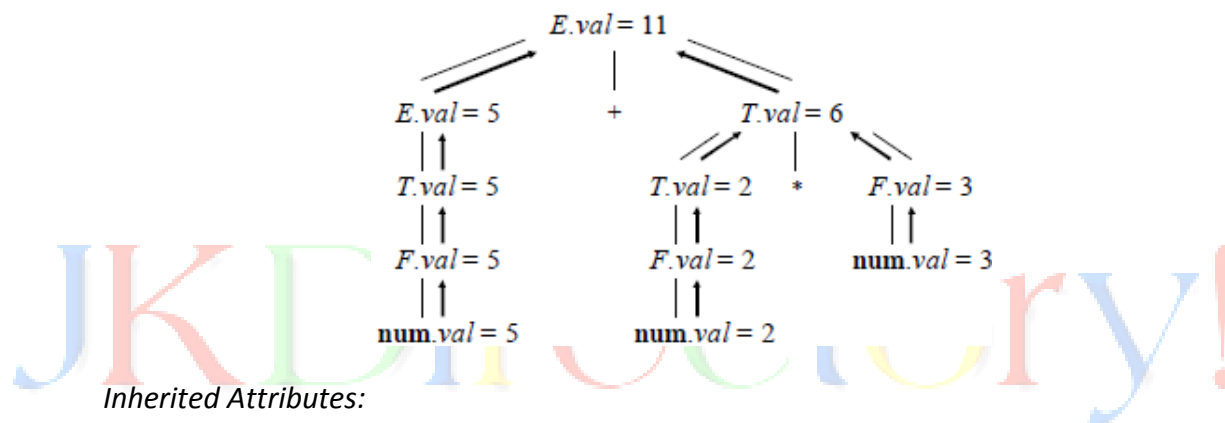 E.val = 11
E.val = 5 + T.val = 6
T.val = 5 T.val = 2 * F.val = 3
F.val = 5 F.val = 2 num.val = 3
num.val = 5 num.val = 2
JKDirectory!
Inherited Attributes: